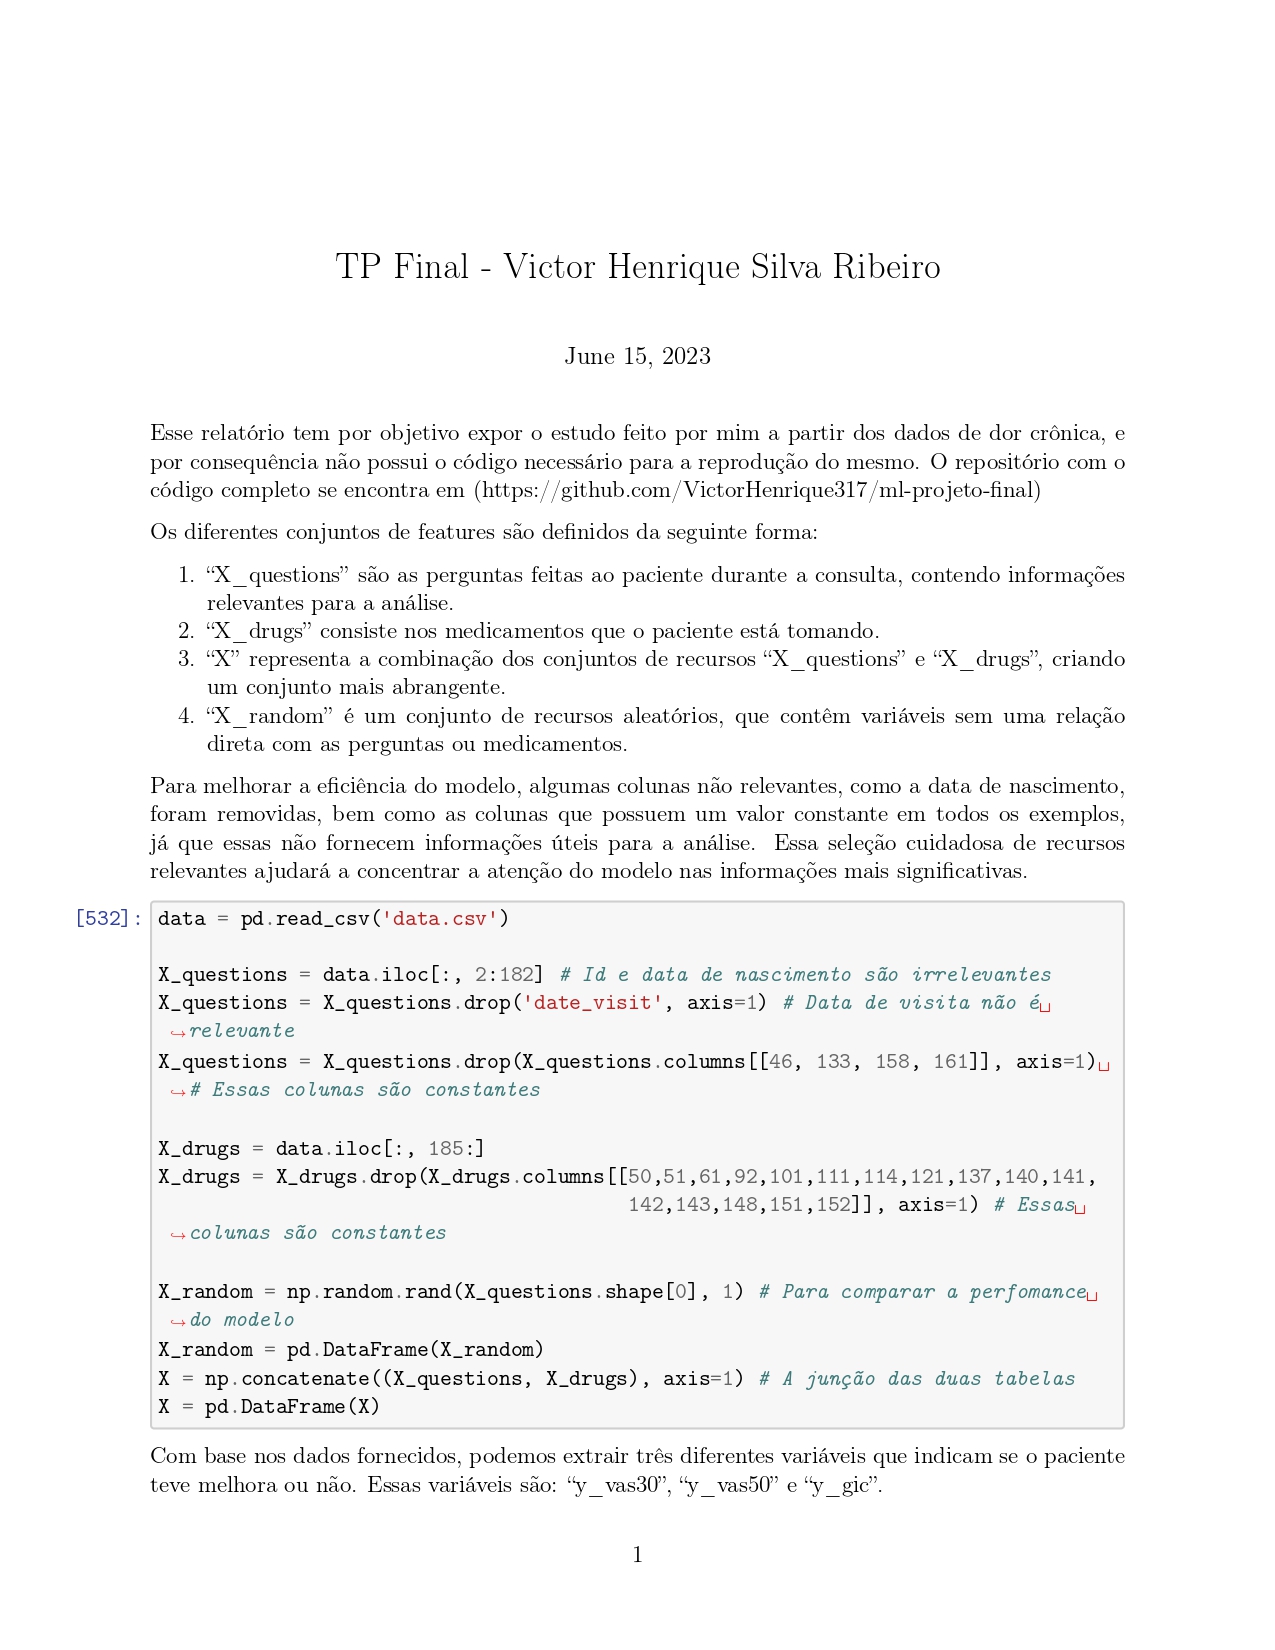 TP Final - Victor Henrique Silva Ribeiro
June 15, 2023
Esse relatório tem por objetivo expor o estudo feito por mim a partir dos dados de dor crônica, e
por consequência não possui o código necessário para a reprodução do mesmo. O repositório com o
código completo se encontra em (https://github.com/VictorHenrique317/ml-projeto-final)
Os diferentes conjuntos de features são definidos da seguinte forma:
1. “X_questions” são as perguntas feitas ao paciente durante a consulta, contendo informações
relevantes para a análise.
2. “X_drugs” consiste nos medicamentos que o paciente está tomando.
3. “X” representa a combinação dos conjuntos de recursos “X_questions” e “X_drugs”, criando
um conjunto mais abrangente.
4. “X_random” é um conjunto de recursos aleatórios, que contêm variáveis sem uma relação
direta com as perguntas ou medicamentos.
Para melhorar a eficiência do modelo, algumas colunas não relevantes, como a data de nascimento,
foram removidas, bem como as colunas que possuem um valor constante em todos os exemplos,
já que essas não fornecem informações úteis para a análise. Essa seleção cuidadosa de recursos
relevantes ajudará a concentrar a atenção do modelo nas informações mais significativas.
[532]: data = pd.read_csv('data.csv')
X_questions = data.iloc[:, 2:182] # Id e data de nascimento são irrelevantes
X_questions = X_questions.drop('date_visit', axis=1) # Data de visita não é␣
↪relevante
X_questions = X_questions.drop(X_questions.columns[[46, 133, 158, 161]], axis=1)␣
↪# Essas colunas são constantes
X_drugs = data.iloc[:, 185:]
X_drugs = X_drugs.drop(X_drugs.columns[[50,51,61,92,101,111,114,121,137,140,141,
142,143,148,151,152]], axis=1) # Essas␣
↪colunas são constantes
X_random = np.random.rand(X_questions.shape[0], 1) # Para comparar a perfomance␣
↪do modelo
X_random = pd.DataFrame(X_random)
X = np.concatenate((X_questions, X_drugs), axis=1) # A junção das duas tabelas
X = pd.DataFrame(X)
Com base nos dados fornecidos, podemos extrair três diferentes variáveis que indicam se o paciente
teve melhora ou não. Essas variáveis são: “y_vas30”, “y_vas50” e “y_gic”.
1